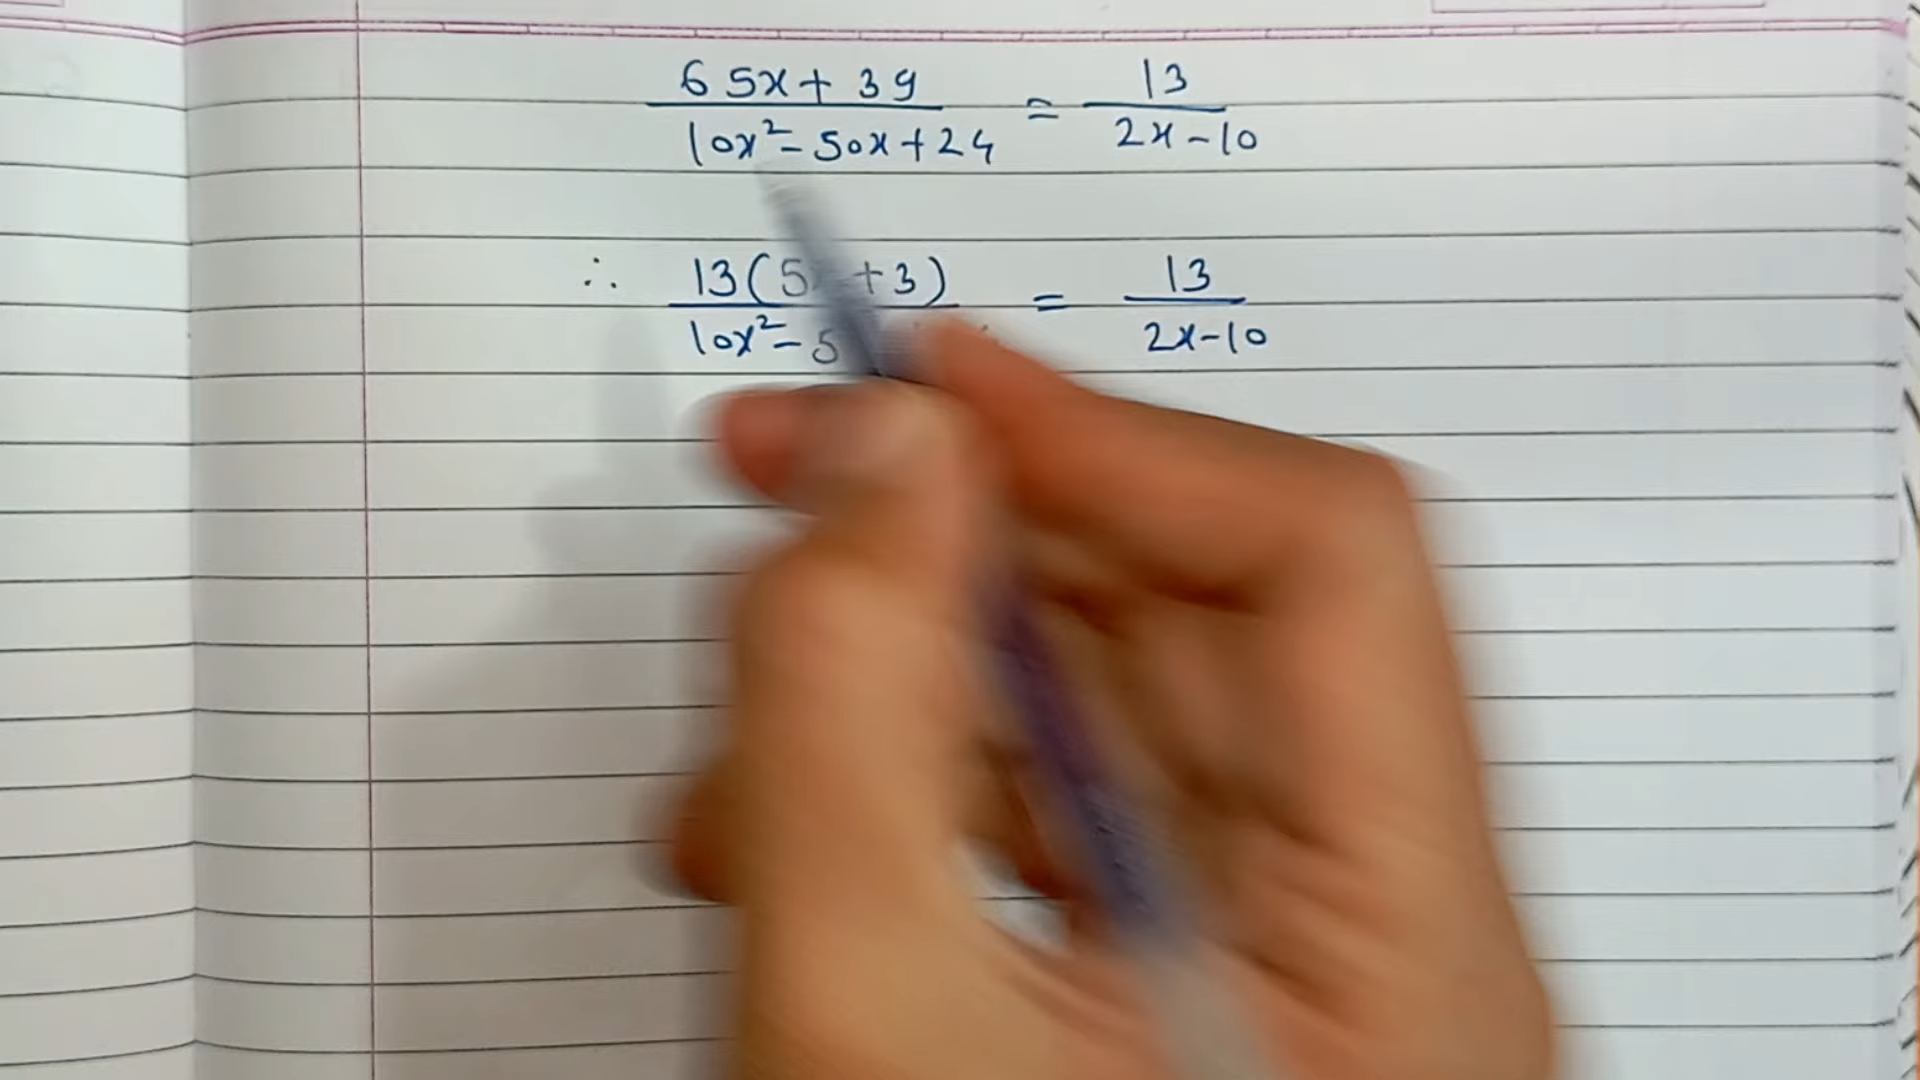 65x + 39 / 10x² - 50x + 24 = 13 / 2x - 10
∴ 13(5 + 3) / 10x² - 5 = 13 / 2x-10